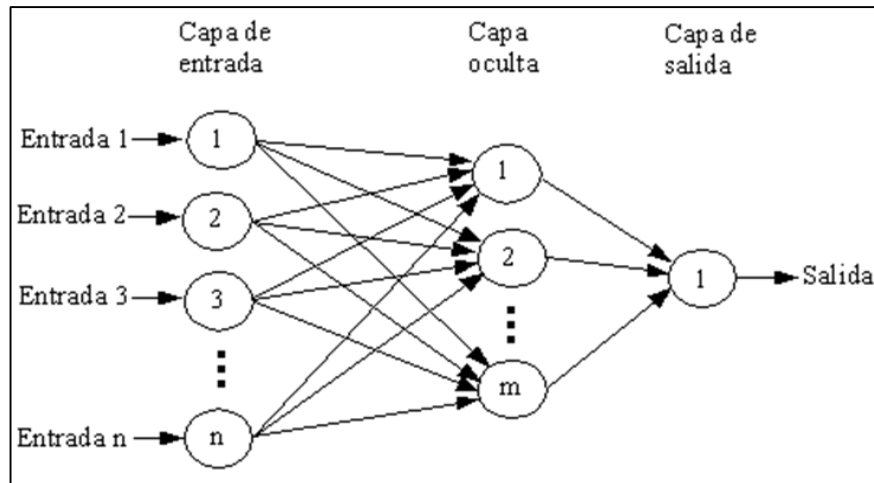 Capa de
entrada
Capa
oculta
Capa de
salida
Entrada 1
1
1
Entrada 2
2
2
Entrada 3
3
1
Salida
m
Entrada n
n